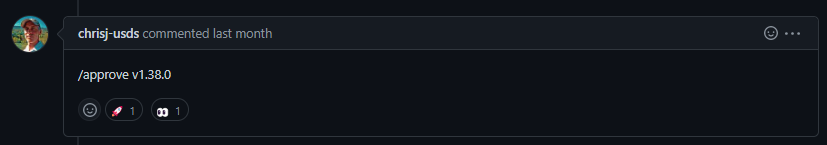 chrisj-usds commented last month
/approve v1.38.0
1 1